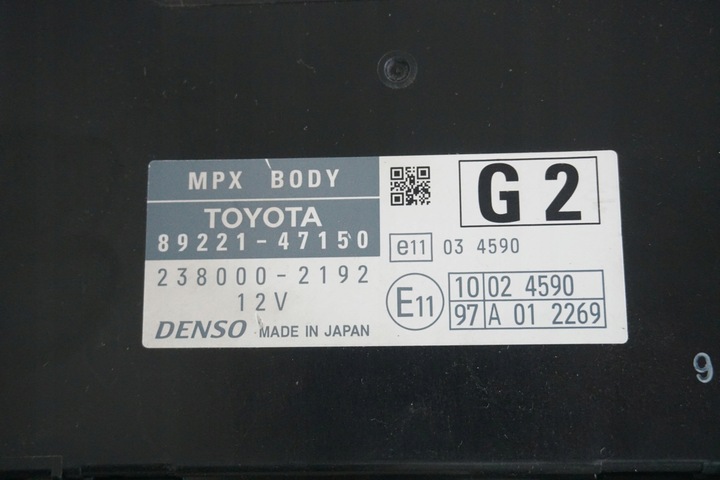 MPX BODY
TOYOTA
89221-47150
238000-2192
12V
DENSO MADE IN JAPAN
G2
e11 03 4590
E11
10 02 4590
97 A 01 2269
9